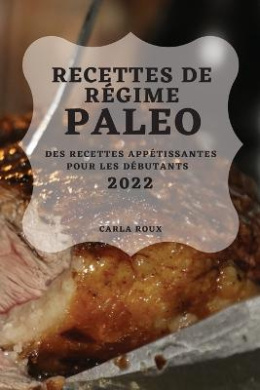 RECETTES DE
RÉGIME
PALEO
DES RECETTES APPÉTISSANTES
POUR LES DÉBUTANTS
2022
CARLA ROUX